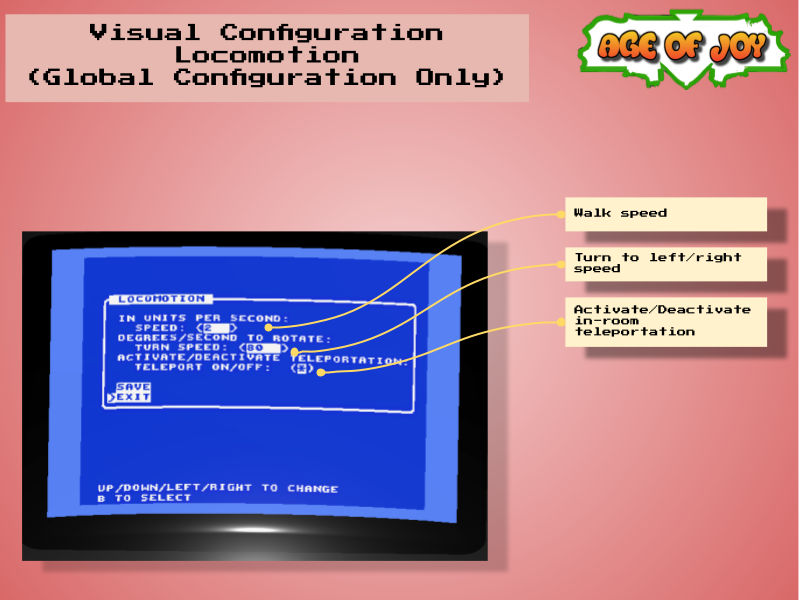 Visual Configuration
Locomotion
(Global Configuration Only)
AGE OF JOY
Walk speed
Turn to left/right
speed
Activate/Deactivate
in-room
teleportation
LOCOMOTION
IN UNITS PER SECOND:
SPEED: <2>
DEGREES/SECOND TO ROTATE:
TURN SPEED: <80>
ACTIVATE/DEACTIVATE TELEPORTATION:
TELEPORT ON/OFF: (*)
SAVE
>EXIT
UP/DOWN/LEFT/RIGHT TO CHANGE
B TO SELECT